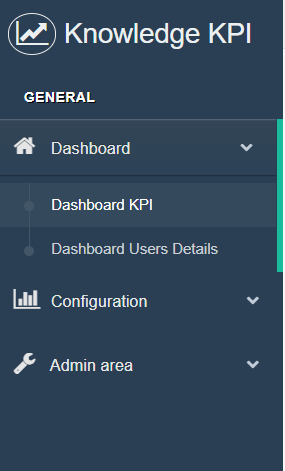 Knowledge KPI
GENERAL
Dashboard
Dashboard KPI
Dashboard Users Details
Configuration
Admin area